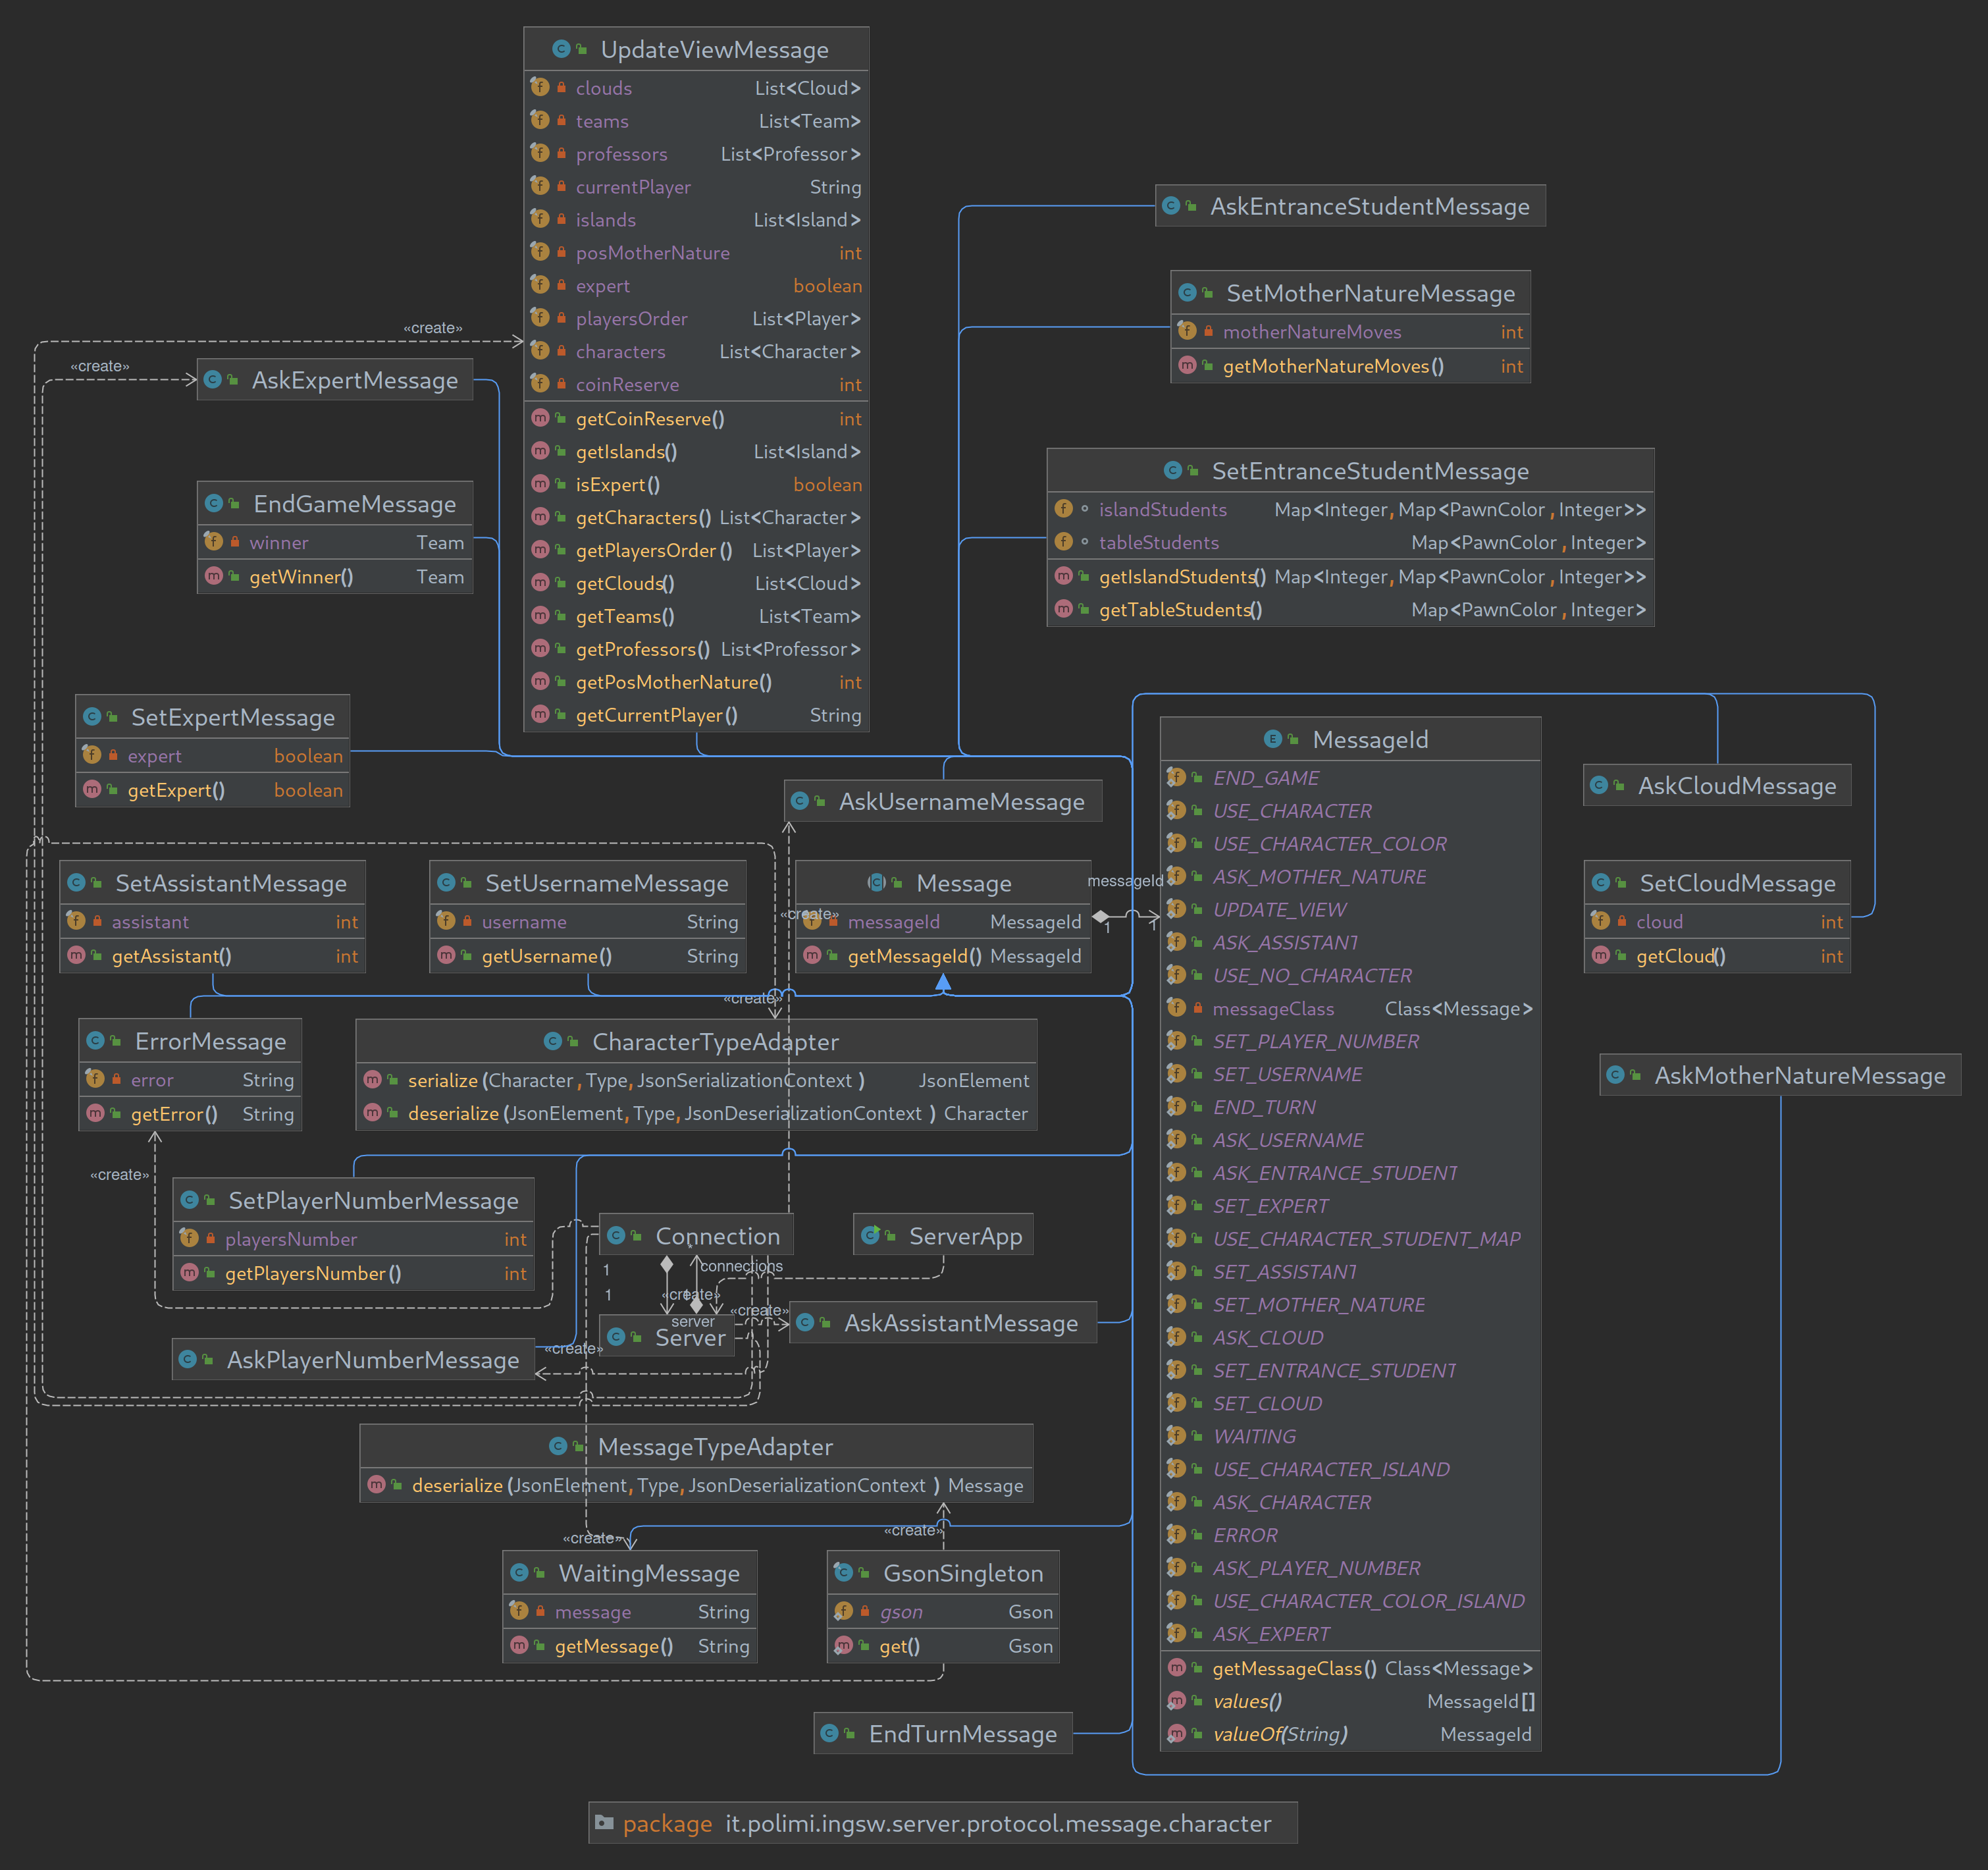 UpdateViewMessage
clouds List<Cloud>
teams List<Team>
professors List<Professor>
currentPlayer String
islands List<Island>
posMotherNature int
expert boolean
playersOrder List<Player>
characters List<Character>
coinReserve int
getCoinReserve() int
getIslands() List<Island>
isExpert() boolean
getCharacters() List<Character>
getPlayersOrder() List<Player>
getClouds() List<Cloud>
getTeams() List<Team>
getProfessors() List<Professor>
getPosMotherNature() int
getCurrentPlayer() String
AskEntranceStudentMessage
SetMotherNatureMessage
motherNatureMoves int
getMotherNatureMoves() int
«create»
«create»
AskExpertMessage
EndGameMessage
winner Team
getWinner() Team
SetEntranceStudentMessage
islandStudents Map<Integer, Map<PawnColor, Integer>>
tableStudents Map<PawnColor, Integer>
getIslandStudents() Map<Integer, Map<PawnColor, Integer>>
getTableStudents() Map<PawnColor, Integer>
SetExpertMessage
expert boolean
getExpert() boolean
AskUsernameMessage
AskCloudMessage
SetAssistantMessage
assistant int
getAssistant() int
SetUsernameMessage
username String
getUsername() String
Message
messageId MessageId
getMessageId() MessageId
«create»
messageId
1
1
SetCloudMessage
cloud int
getCloud() int
MessageId
END_GAME
USE_CHARACTER
USE_CHARACTER_COLOR
ASK_MOTHER_NATURE
UPDATE_VIEW
ASK_ASSISTANT
USE_NO_CHARACTER
messageClass Class<Message>
SET_PLAYER_NUMBER
SET_USERNAME
END_TURN
ASK_USERNAME
ASK_ENTRANCE_STUDENT
SET_EXPERT
USE_CHARACTER_STUDENT_MAP
SET_ASSISTANT
SET_MOTHER_NATURE
ASK_CLOUD
SET_ENTRANCE_STUDENT
SET_CLOUD
WAITING
USE_CHARACTER_ISLAND
ASK_CHARACTER
ERROR
ASK_PLAYER_NUMBER
USE_CHARACTER_COLOR_ISLAND
ASK_EXPERT
getMessageClass() Class<Message>
values() MessageId[]
valueOf(String) MessageId
«create»
ErrorMessage
error String
getError() String
CharacterTypeAdapter
serialize(Character, Type, JsonSerializationContext) JsonElement
deserialize(JsonElement, Type, JsonDeserializationContext) Character
AskMotherNatureMessage
«create»
SetPlayerNumberMessage
playersNumber int
getPlayersNumber() int
Connection
ServerApp
*
connections
1
1
«create»
«create»
server
Server
AskAssistantMessage
«create»
AskPlayerNumberMessage
MessageTypeAdapter
deserialize(JsonElement, Type, JsonDeserializationContext) Message
«create»
«create»
WaitingMessage
message String
getMessage() String
GsonSingleton
gson Gson
get() Gson
EndTurnMessage
package it.polimi.ingsw.server.protocol.message.character